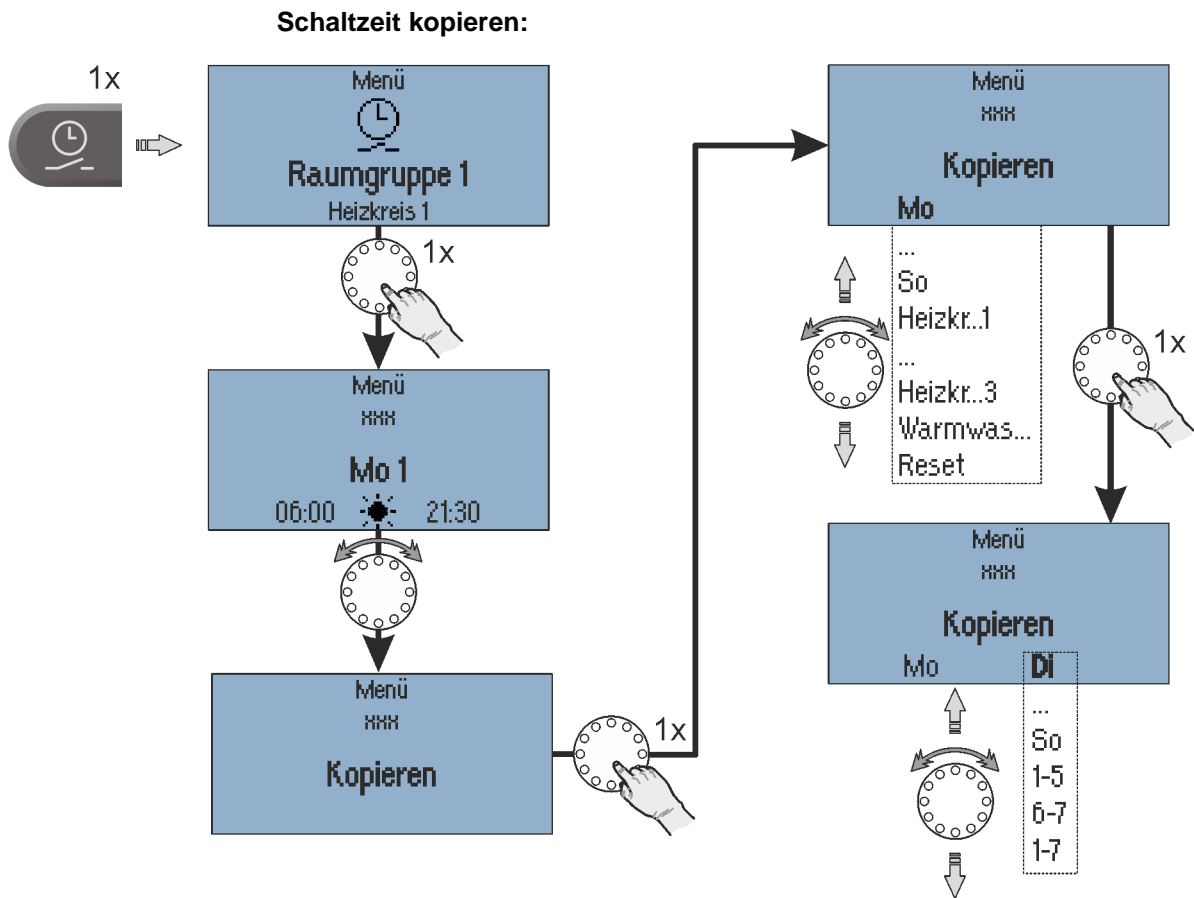 Schaltzeit kopieren:
1x
Menü
Raumgruppe 1
Heizkreis 1
1x
Menü
xxx
Mo 1
06:00 21:30
Menü
xxx
Kopieren
1x
Menü
xxx
Kopieren
Mo
...
So
Heizkr...1
...
Heizkr...3
Warmwas...
Reset
1x
Menü
xxx
Kopieren
Mo Di
...
So
1-5
6-7
1-7